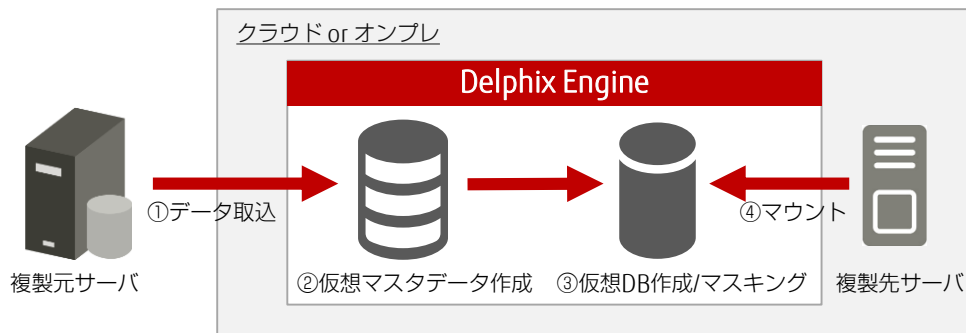 クラウド or オンプレ
Delphix Engine
①データ取込
④マウント
複製元サーバ
②仮想マスタデータ作成
③仮想DB作成/マスキング
複製先サーバ